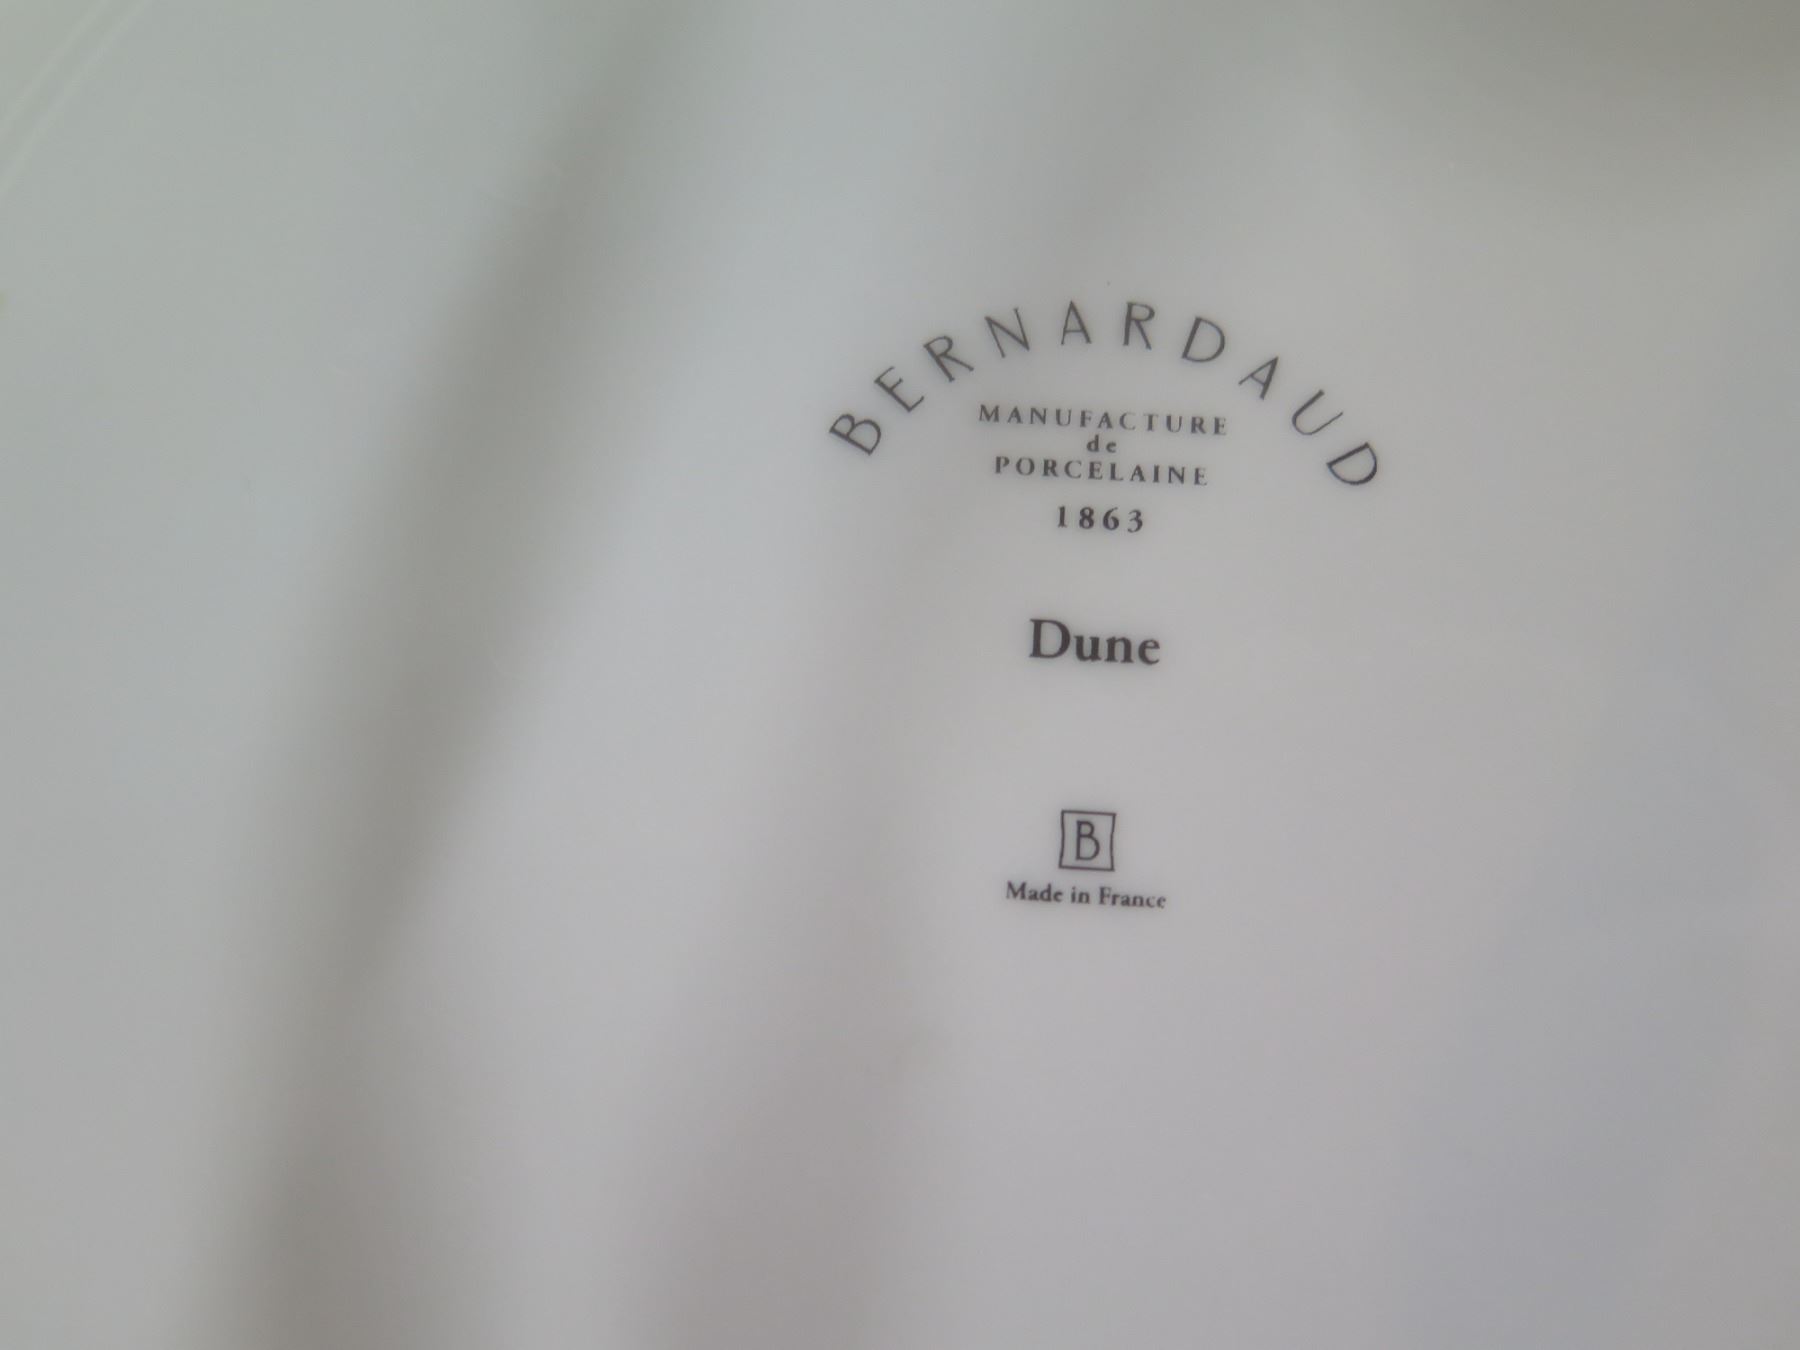 BERNARDAUD
MANUFACTURE
de
PORCELAINE
1863
Dune
B
Made in France